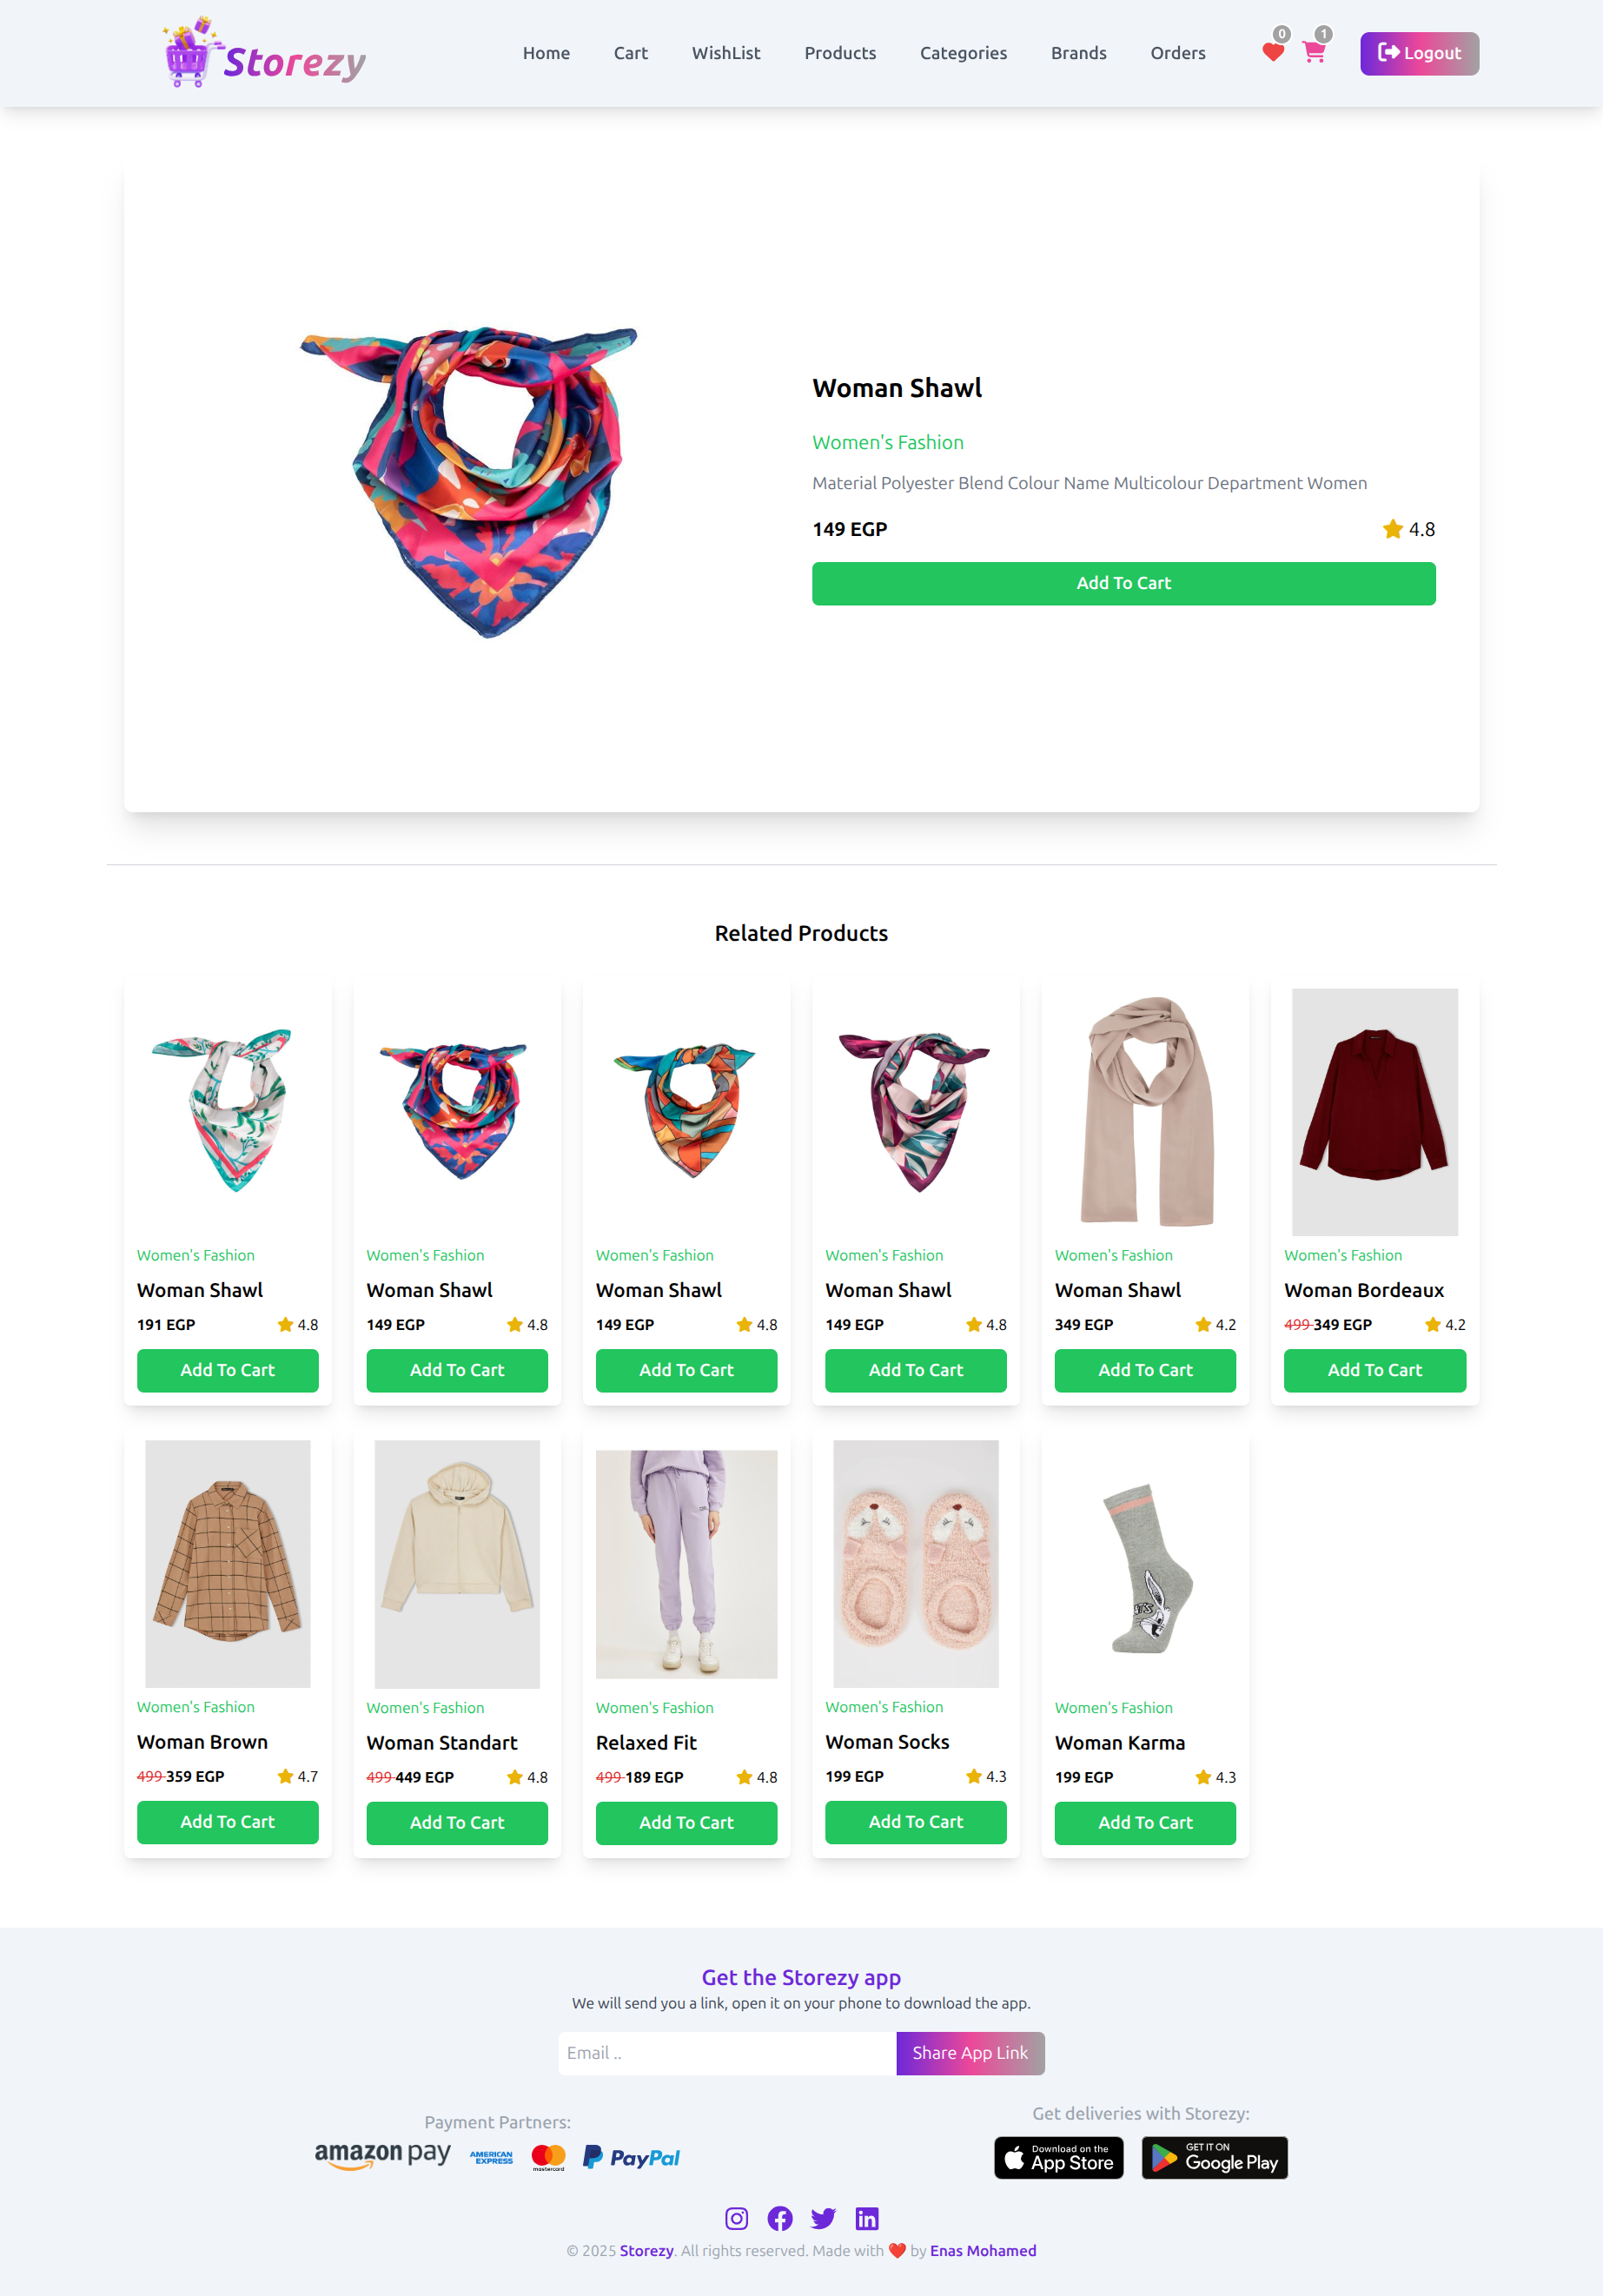 Storezy
Home Cart WishList Products Categories Brands Orders 0 1 Logout
Woman Shawl
Women's Fashion
Material Polyester Blend Colour Name Multicolour Department Women
149 EGP 4.8
Add To Cart
Related Products
Women's Fashion Women's Fashion Women's Fashion Women's Fashion Women's Fashion Women's Fashion
Woman Shawl Woman Shawl Woman Shawl Woman Shawl Woman Shawl Woman Bordeaux
191 EGP 4.8 149 EGP 4.8 149 EGP 4.8 149 EGP 4.8 349 EGP 4.2 499 349 EGP 4.2
Add To Cart Add To Cart Add To Cart Add To Cart Add To Cart Add To Cart
Women's Fashion Women's Fashion Women's Fashion Women's Fashion Women's Fashion
Woman Brown Woman Standart Relaxed Fit Woman Socks Woman Karma
499 359 EGP 4.7 499 449 EGP 4.8 499 189 EGP 4.8 199 EGP 4.3 199 EGP 4.3
Add To Cart Add To Cart Add To Cart Add To Cart Add To Cart
Get the Storezy app
We will send you a link, open it on your phone to download the app.
Email .. Share App Link
Payment Partners:
amazon pay AMERICAN EXPRESS mastercard PayPal
Get deliveries with Storezy:
Download on the App Store GET IT ON Google Play
© 2025 Storezy. All rights reserved. Made with ❤️ by Enas Mohamed